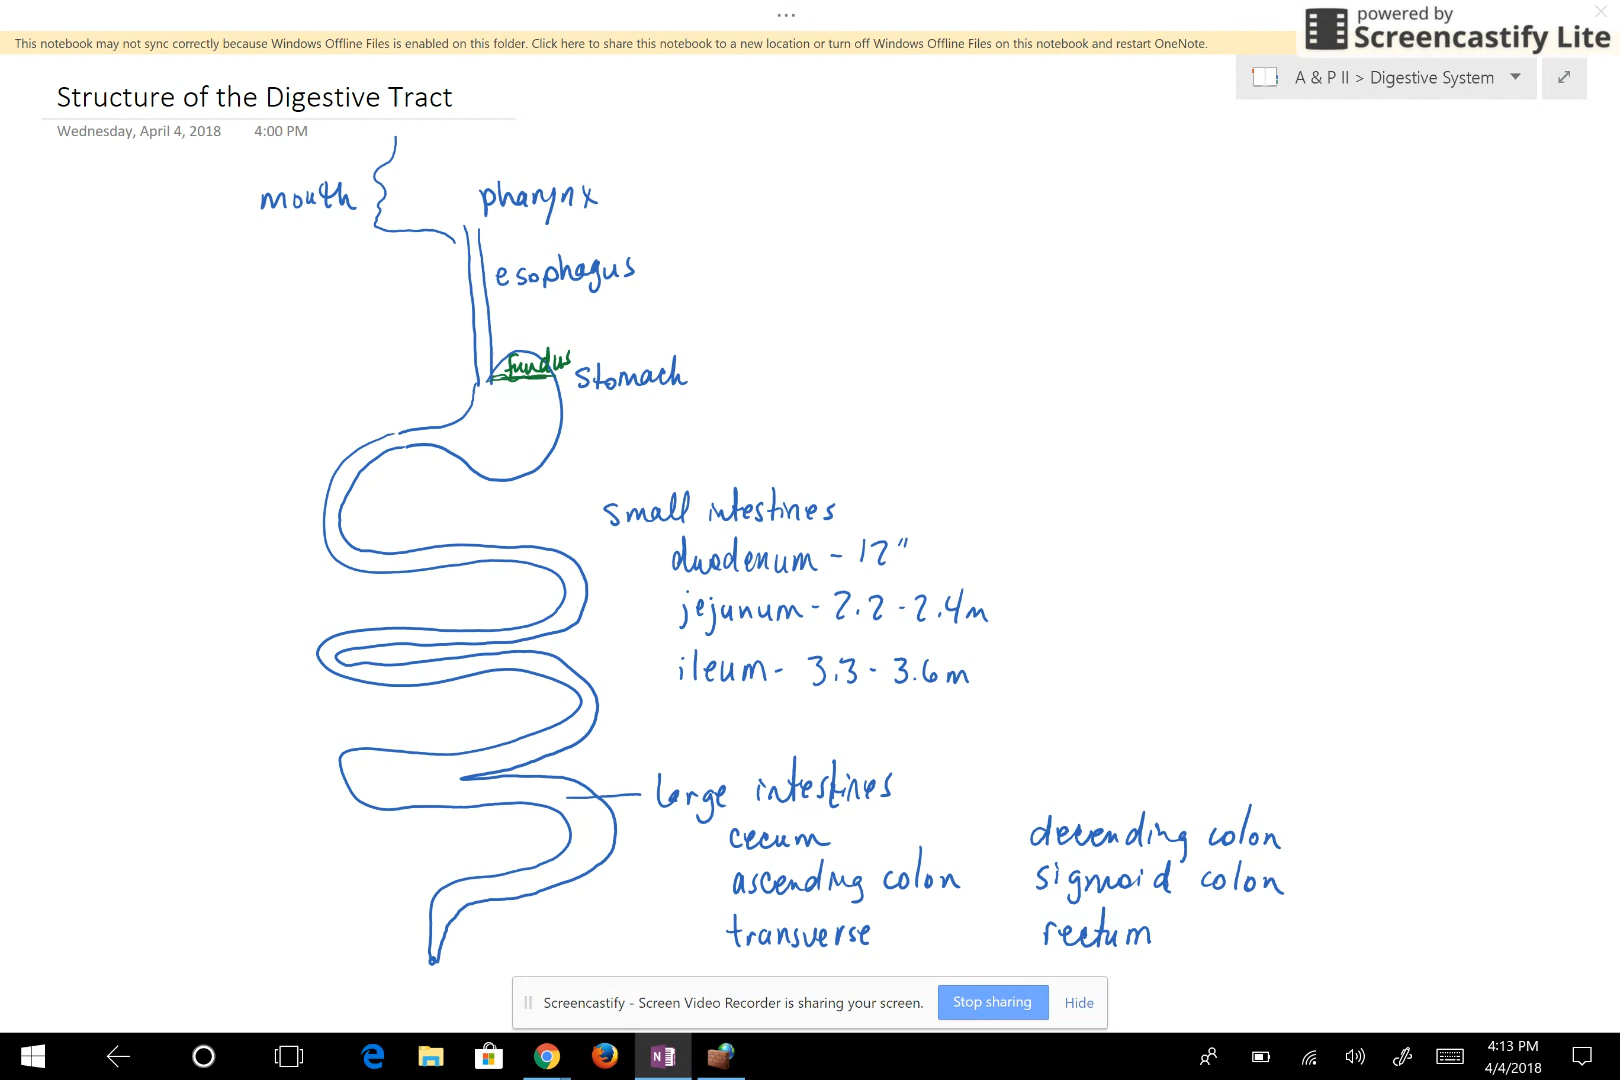 ...
powered by
Screencastify Lite
This notebook may not sync correctly because Windows Offline Files is enabled on this folder. Click here to share this notebook to a new location or turn off Windows Offline Files on this notebook and restart OneNote.
A & P II > Digestive System
Structure of the Digestive Tract
Wednesday, April 4, 2018 4:00 PM
mouth
pharynx
esophagus
fundus
stomach
small intestines
duodenum - 12"
jejunum - 2.2 - 2.4m
ileum - 3.3 - 3.6m
large intestines
cecum
ascending colon
transverse
decending colon
sigmoid colon
rectum
Screencastify - Screen Video Recorder is sharing your screen.
Stop sharing
Hide
4:13 PM
4/4/2018